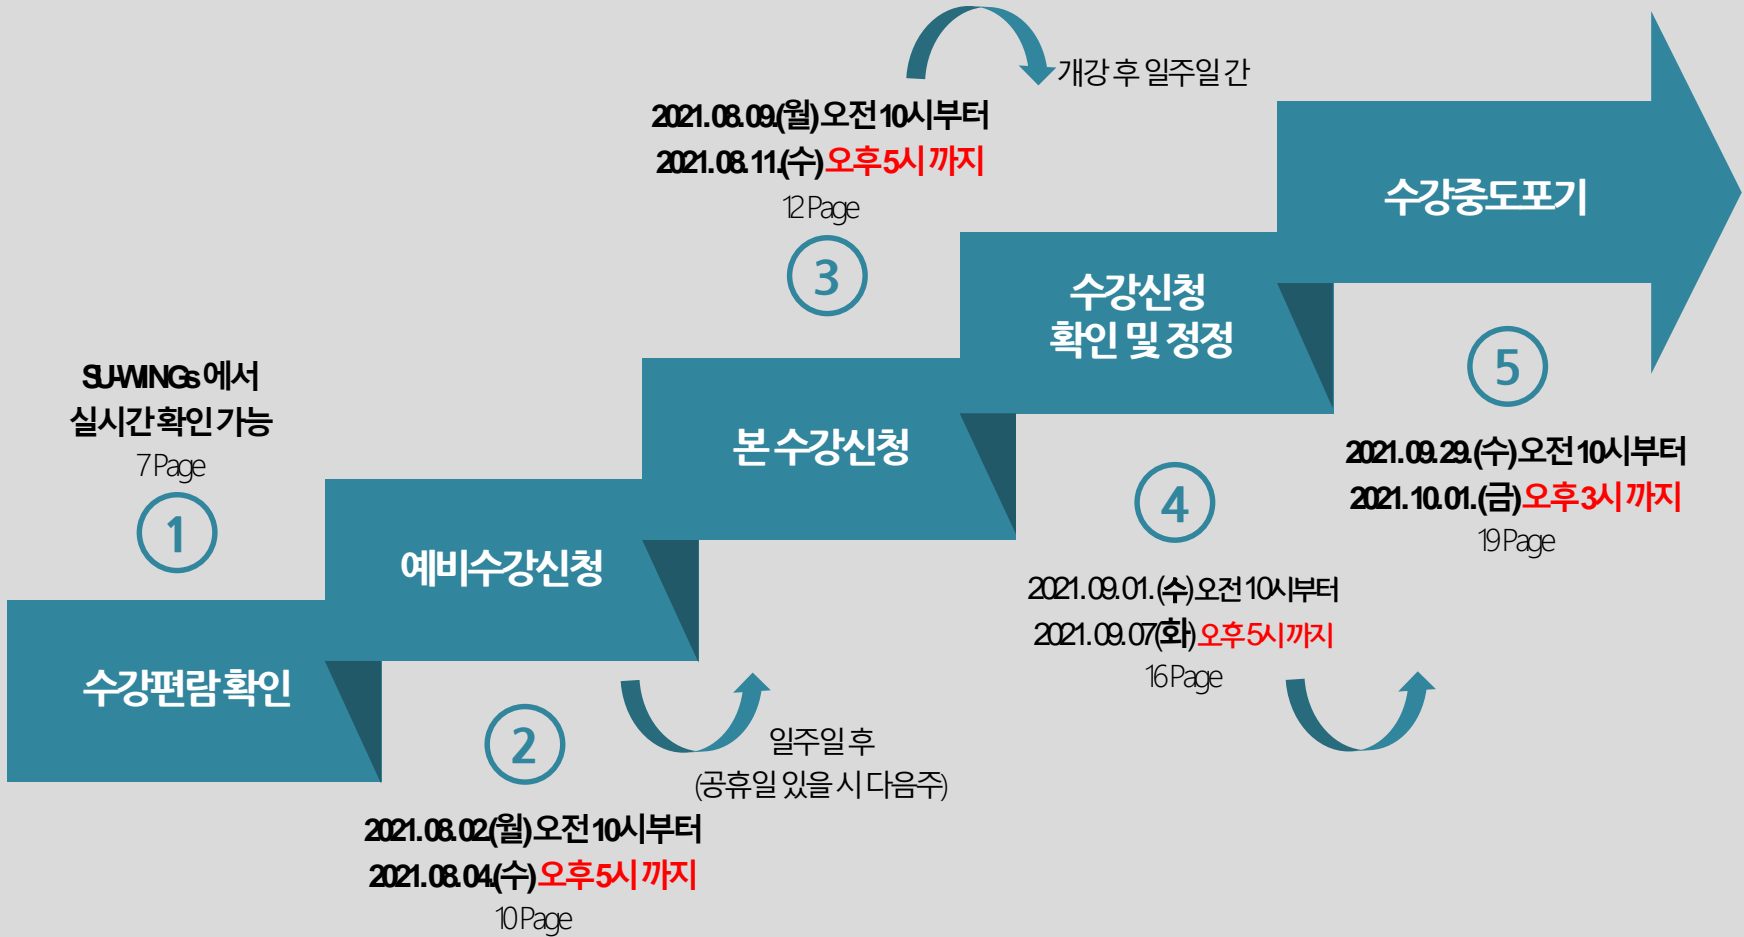 SU-WINGs에서
실시간 확인 가능
7 Page
1
수강편람 확인
예비수강신청
2
2021.08.02.(월) 오전 10시부터
2021.08.04.(수) 오후 5시 까지
10 Page
일주일 후
(공휴일 있을 시 다음주)
2021.08.09.(월) 오전 10시부터
2021.08.11.(수) 오후 5시 까지
12 Page
3
본 수강신청
개강 후 일주일 간
수강신청
확인 및 정정
4
2021.09.01.(수) 오전 10시부터
2021.09.07(화) 오후 5시까지
16 Page
수강중도포기
5
2021.09.29.(수) 오전 10시부터
2021.10.01.(금) 오후 3시 까지
19 Page